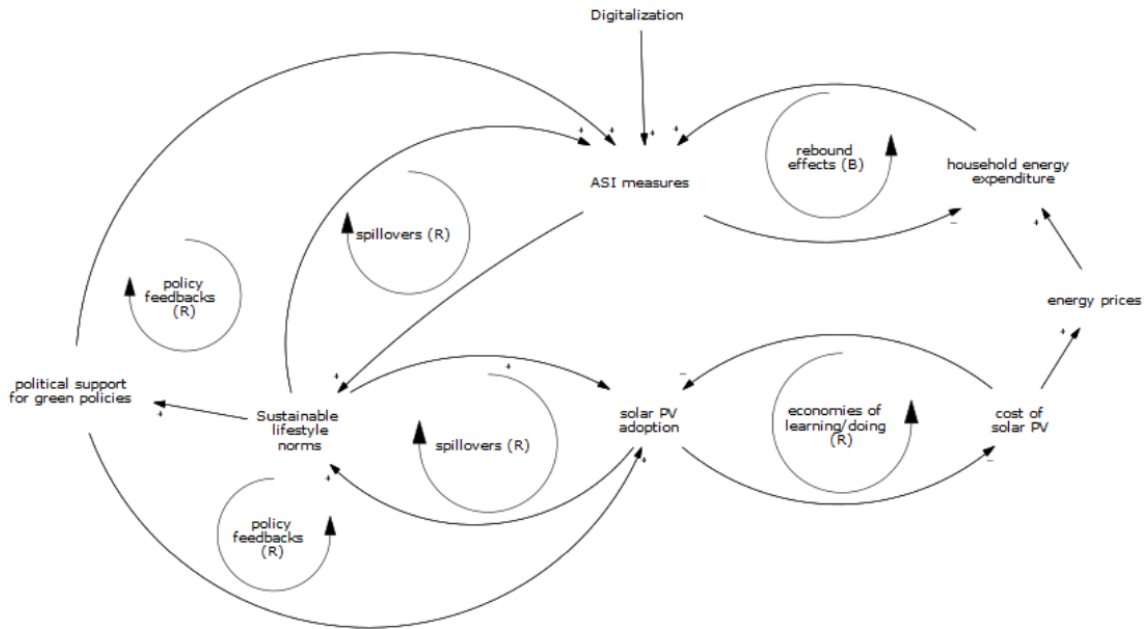 Digitalization
rebound
effects (B)
household energy
expenditure
ASI measures
spillovers (R)
policy
feedbacks
(R)
energy prices
political support
for green policies
Sustainable
lifestyle
norms
spillovers (R)
solar PV
adoption
economies of
learning/doing
(R)
cost of
solar PV
policy
feedbacks
(R)
+
+
+
+
+
+
+
+
+
+
+
+
–
–
–